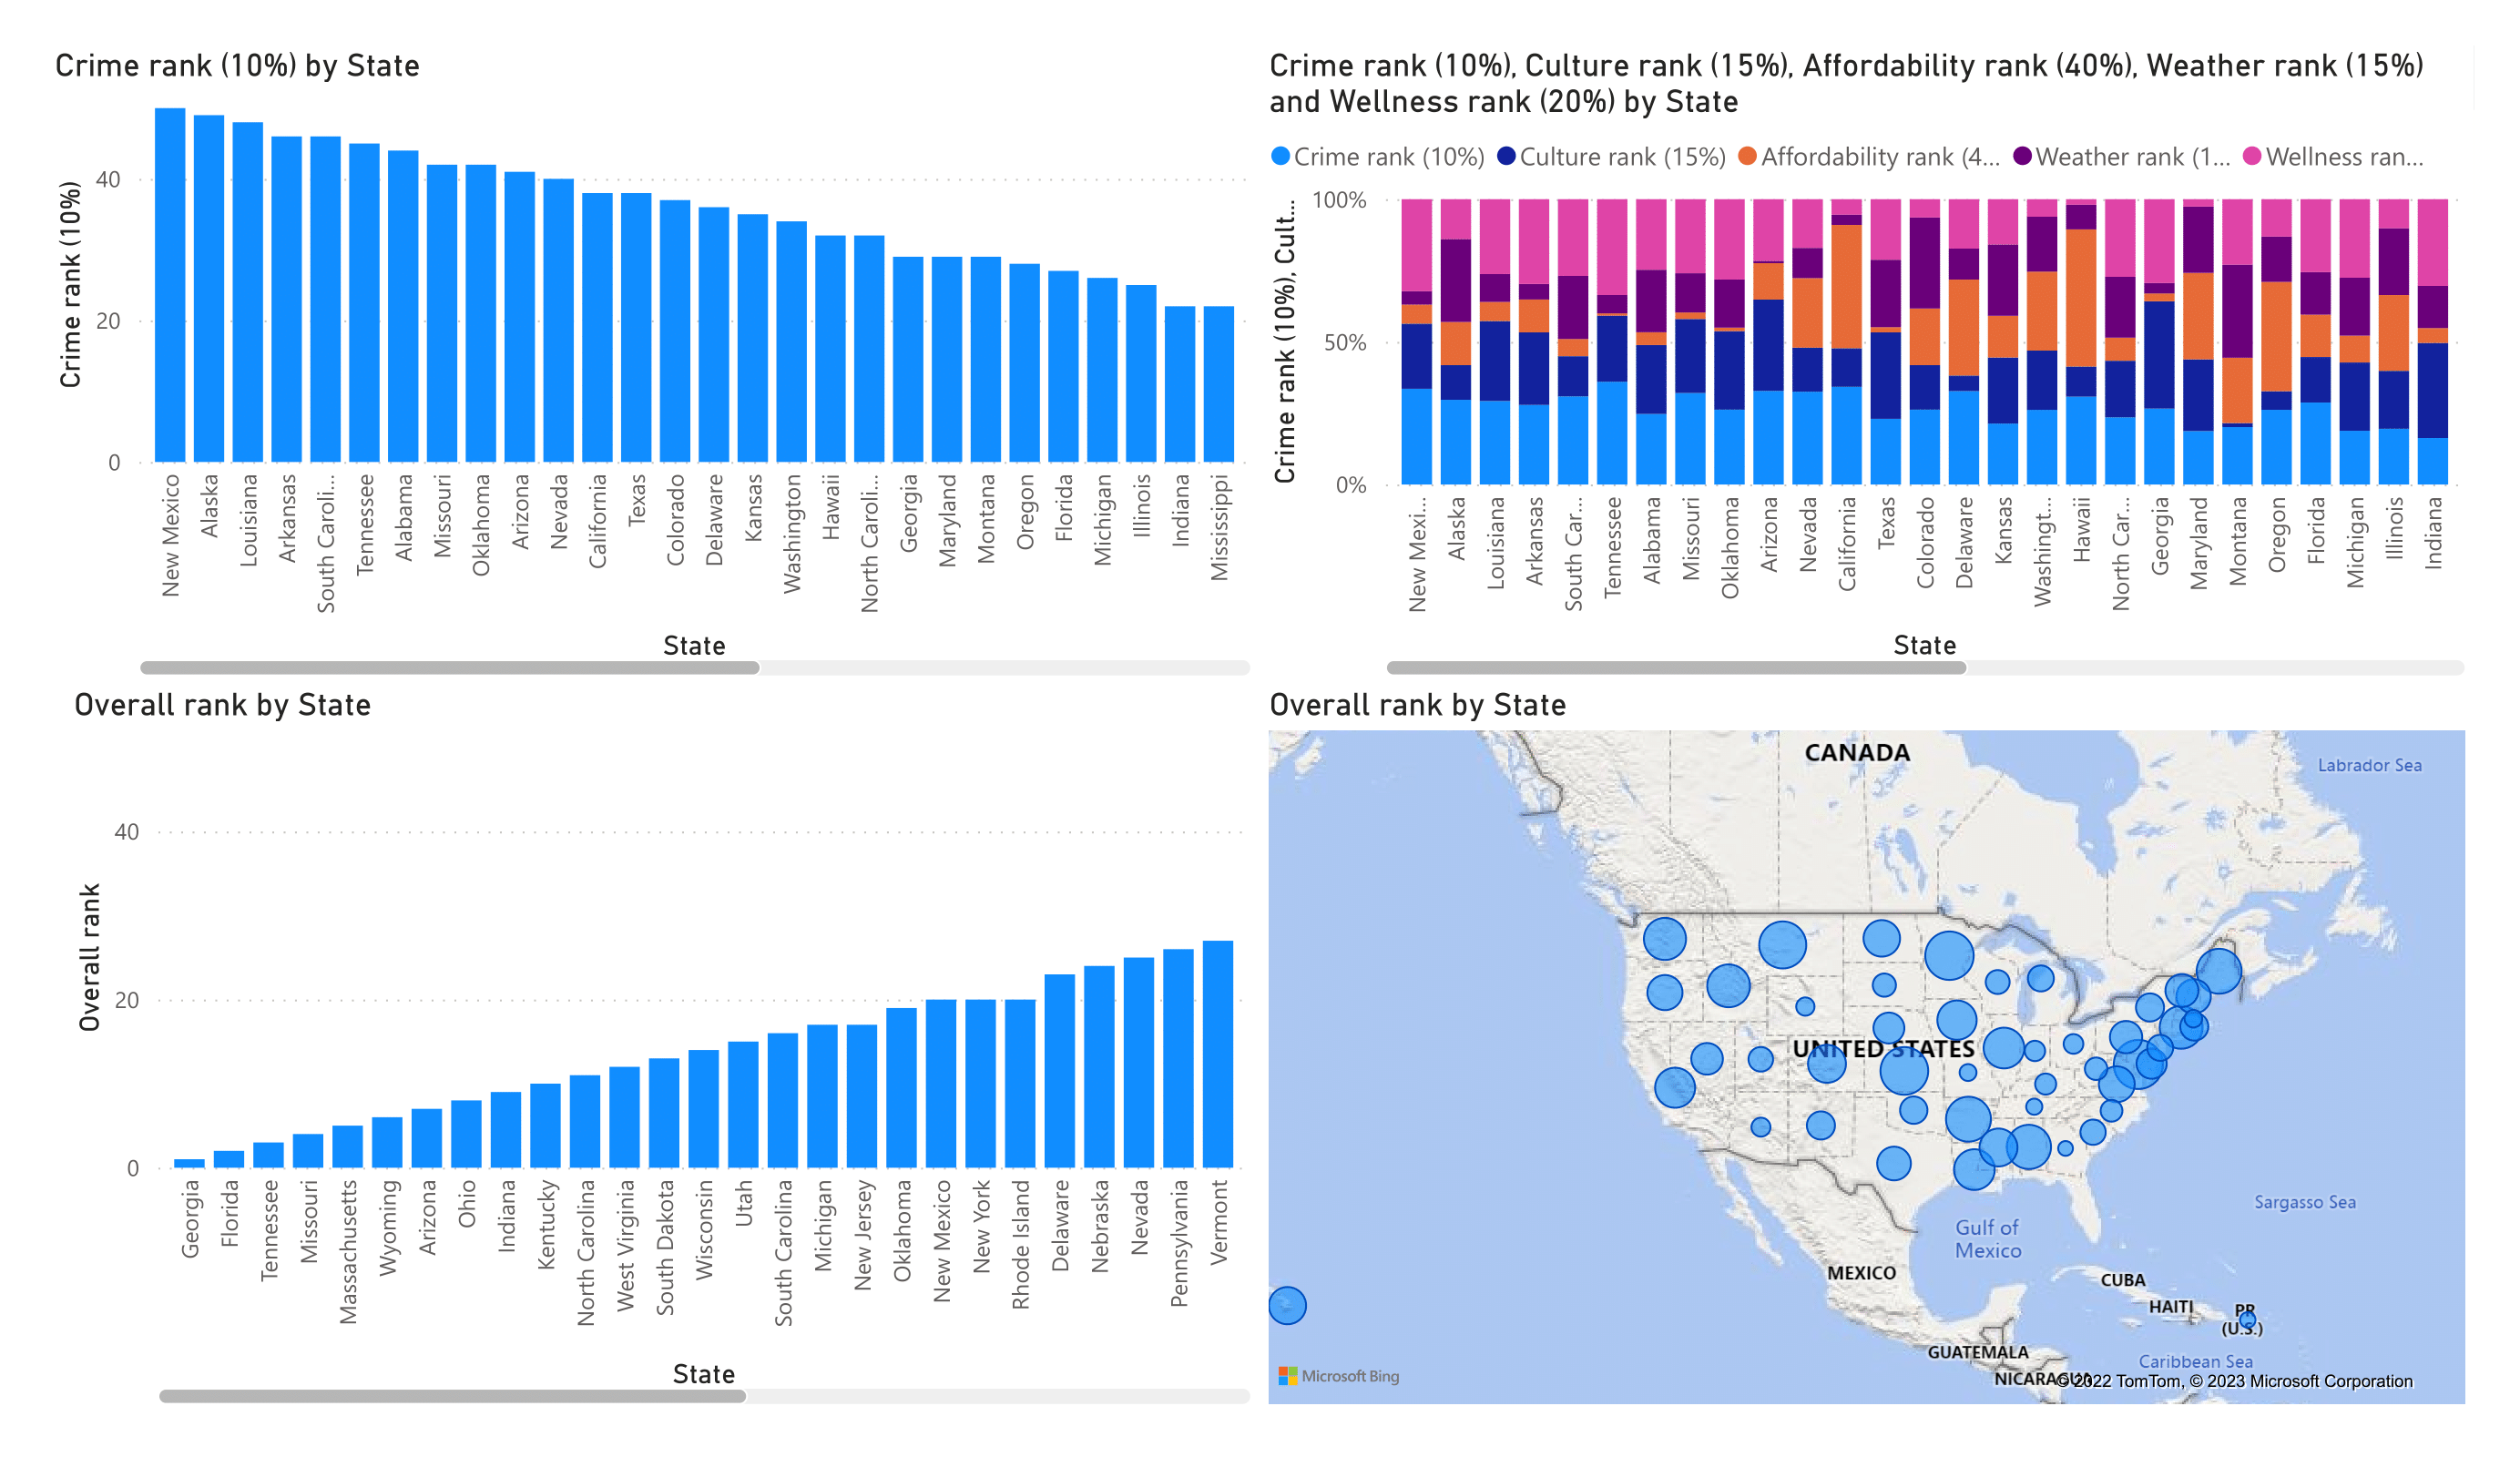 Crime rank (10%) by State
Crime rank (10%)
40
20
0
New Mexico
Alaska
Louisiana
Arkansas
South Caroli...
Tennessee
Alabama
Missouri
Oklahoma
Arizona
Nevada
California
Texas
Colorado
Delaware
Kansas
Washington
Hawaii
North Caroli...
Georgia
Maryland
Montana
Oregon
Florida
Michigan
Illinois
Indiana
Mississippi
State
Crime rank (10%), Culture rank (15%), Affordability rank (40%), Weather rank (15%)
and Wellness rank (20%) by State
Crime rank (10%) Culture rank (15%) Affordability rank (4... Weather rank (1... Wellness ran...
Crime rank (10%), Cult...
100%
50%
0%
New Mexi...
Alaska
Louisiana
Arkansas
South Car...
Tennessee
Alabama
Missouri
Oklahoma
Arizona
Nevada
California
Texas
Colorado
Delaware
Kansas
Washingt...
Hawaii
North Car...
Georgia
Maryland
Montana
Oregon
Florida
Michigan
Illinois
Indiana
State
Overall rank by State
Overall rank
40
20
0
Georgia
Florida
Tennessee
Missouri
Massachusetts
Wyoming
Arizona
Ohio
Indiana
Kentucky
North Carolina
West Virginia
South Dakota
Wisconsin
Utah
South Carolina
Michigan
New Jersey
Oklahoma
New Mexico
New York
Rhode Island
Delaware
Nebraska
Nevada
Pennsylvania
Vermont
State
Overall rank by State
CANADA
Labrador Sea
UNITED STATES
Sargasso Sea
Gulf of
Mexico
MEXICO
CUBA
HAITI
PR
(U.S.)
GUATEMALA
Caribbean Sea
Microsoft Bing
NICARAGUA
© 2022 TomTom, © 2023 Microsoft Corporation